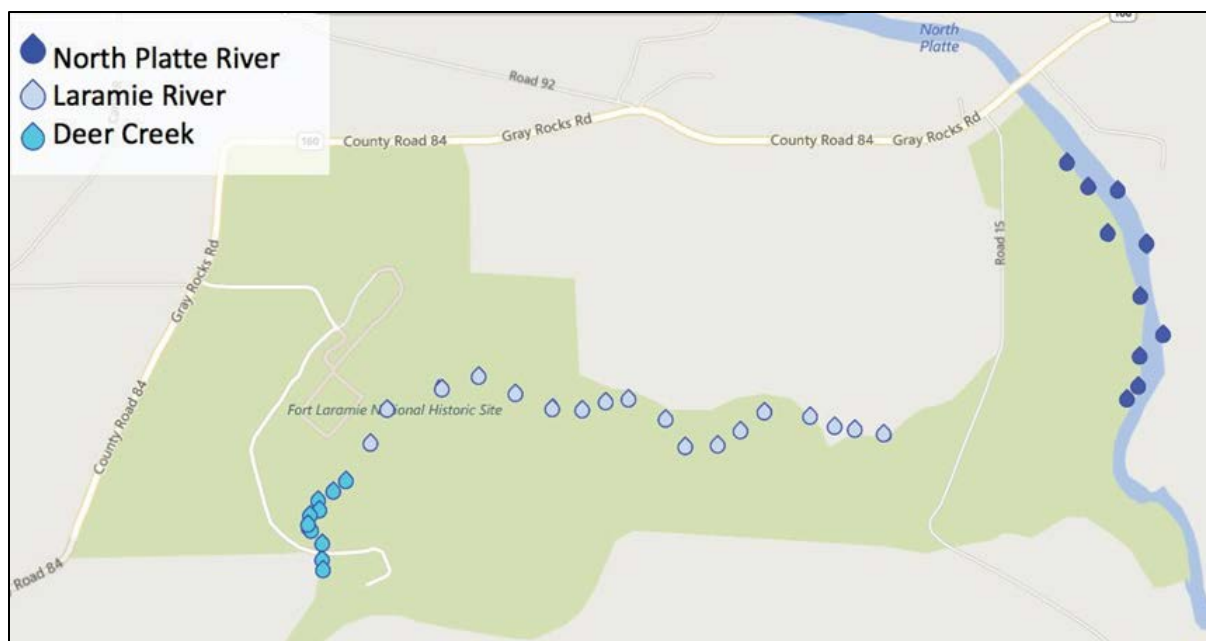 North Platte River
Laramie River
Deer Creek
North
Platte
160
Road 92
160
County Road 84
Gray Rocks Rd
County Road 84
Gray Rocks Rd
Road 15
Gray Rocks Rd
Fort Laramie National Historic Site
County Road 84
Road 84